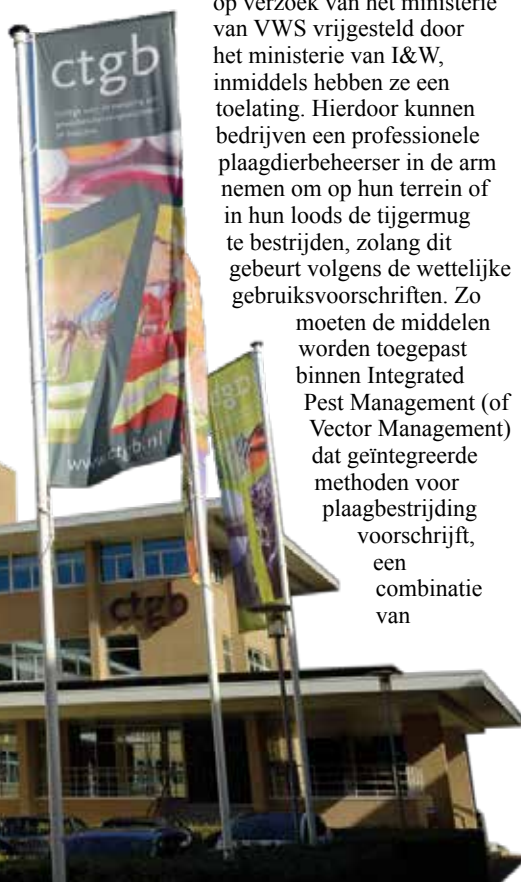 op verzoek van het ministerie
van VWS vrijgesteld door
het ministerie van I&W,
inmiddels hebben ze een
toelating. Hierdoor kunnen
bedrijven een professionele
plaagdierbeheerser in de arm
nemen om op hun terrein of
in hun loods de tijgermug
te bestrijden, zolang dit
gebeurt volgens de wettelijke
gebruiksvoorschriften. Zo
moeten de middelen
worden toegepast
binnen Integrated
Pest Management (of
Vector Management)
dat geïntegreerde
methoden voor
plaagbestrijding
voorschrijft,
een
combinatie
van
ctgb
www.ctgb.nl
ctgb
ctgb